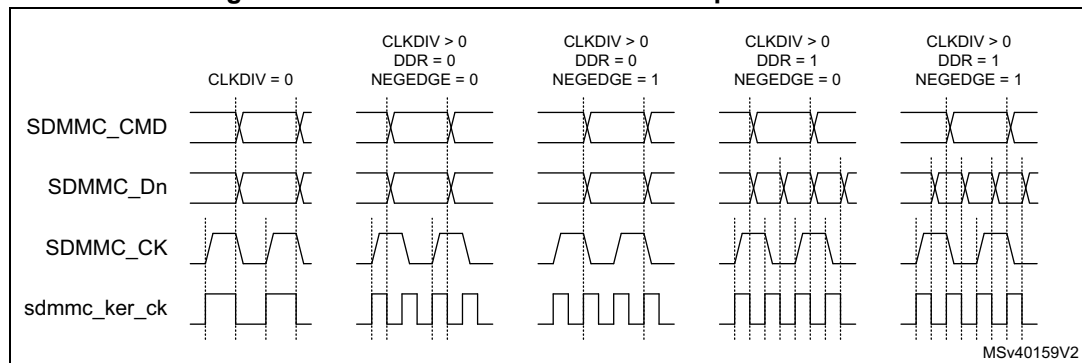 CLKDIV = 0
CLKDIV > 0
DDR = 0
NEGEDGE = 0
CLKDIV > 0
DDR = 0
NEGEDGE = 1
CLKDIV > 0
DDR = 1
NEGEDGE = 0
CLKDIV > 0
DDR = 1
NEGEDGE = 1
SDMMC_CMD
SDMMC_Dn
SDMMC_CK
sdmmc_ker_ck
MSv40159V2